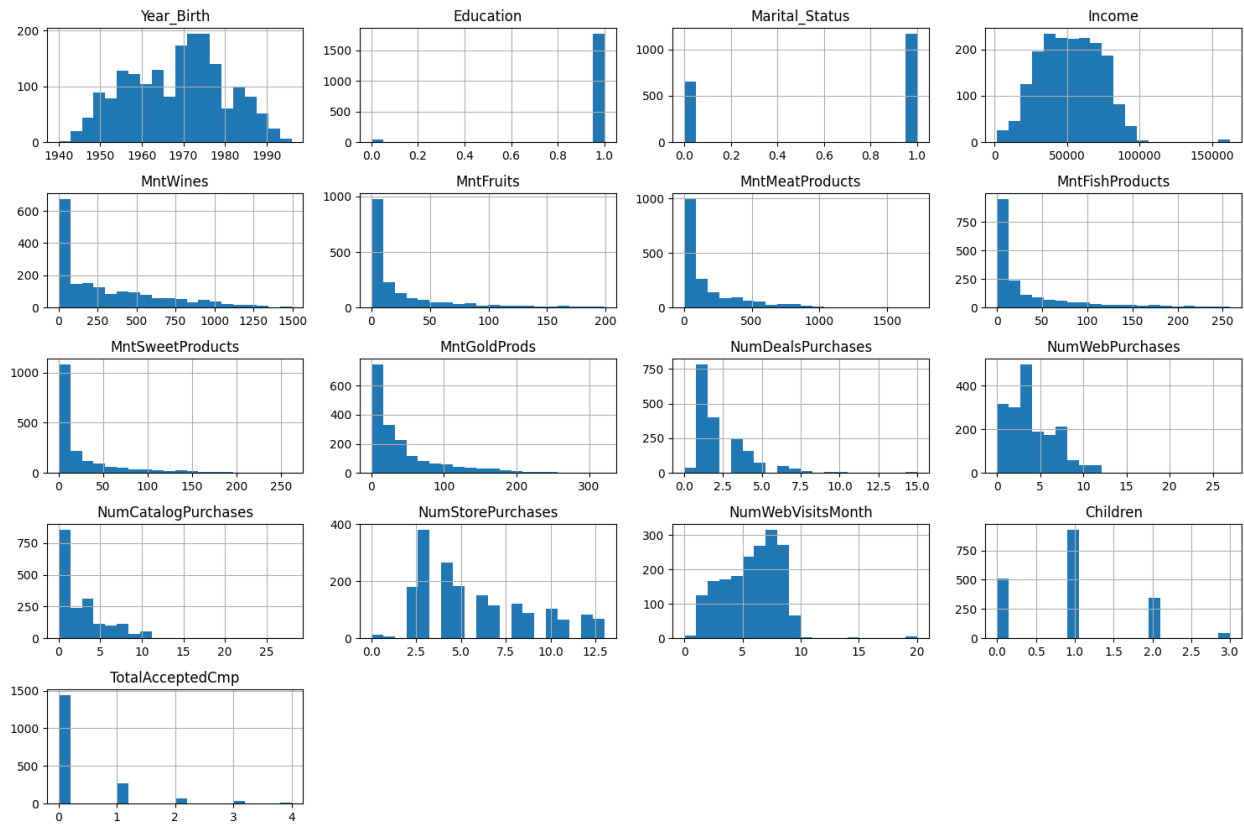 Year_Birth
200
100
0
1940 1950 1960 1970 1980 1990
Education
1500
1000
500
0
0.0 0.2 0.4 0.6 0.8 1.0
Marital_Status
1000
500
0
0.0 0.2 0.4 0.6 0.8 1.0
Income
200
100
0
0 50000 100000 150000
MntWines
600
400
200
0
0 250 500 750 1000 1250 1500
MntFruits
1000
500
0
0 50 100 150 200
MntMeatProducts
1000
500
0
0 500 1000 1500
MntFishProducts
750
500
250
0
0 50 100 150 200 250
MntSweetProducts
1000
500
0
0 50 100 150 200 250
MntGoldProds
600
400
200
0
0 100 200 300
NumDealsPurchases
750
500
250
0
0.0 2.5 5.0 7.5 10.0 12.5 15.0
NumWebPurchases
400
200
0
0 5 10 15 20 25
NumCatalogPurchases
750
500
250
0
0 5 10 15 20 25
NumStorePurchases
400
200
0
0.0 2.5 5.0 7.5 10.0 12.5
NumWebVisitsMonth
300
200
100
0
0 5 10 15 20
Children
750
500
250
0
0.0 0.5 1.0 1.5 2.0 2.5 3.0
TotalAcceptedCmp
1500
1000
500
0
0 1 2 3 4